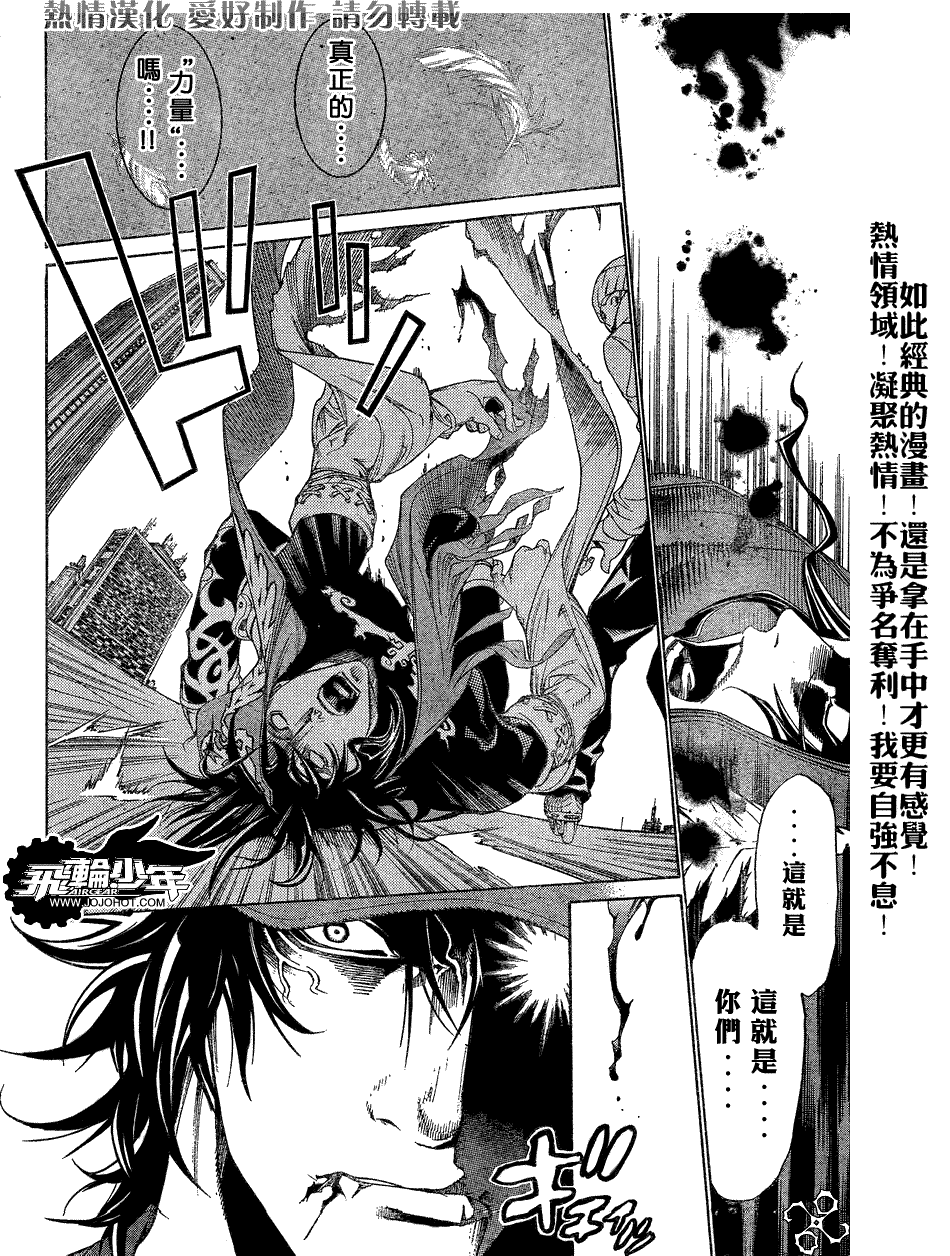 熱情漢化 愛好制作 請勿轉載
如此經典的漫畫！還是拿在手中才更有感覺！
熱情領域！凝聚熱情！不為爭名奪利！我要自強不息！
‥‥這就是
這就是‥‥
你們‥‥
真正的‥‥
”力量“‥‥
嗎‥‥!!
飛輪少年
AIRGEAR
WWW.JOJOHOT.COM